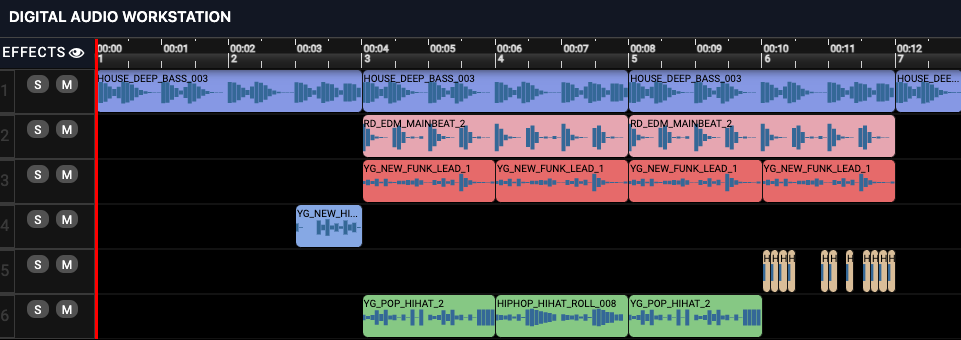 DIGITAL AUDIO WORKSTATION
EFFECTS
00:00 00:01 00:02 00:03 00:04 00:05 00:06 00:07 00:08 00:09 00:10 00:11 00:12
1 2 3 4 5 6 7
1 S M HOUSE_DEEP_BASS_003 HOUSE_DEEP_BASS_003 HOUSE_DEEP_BASS_003 HOUSE_DEE...
2 S M RD_EDM_MAINBEAT_2 RD_EDM_MAINBEAT_2
3 S M YG_NEW_FUNK_LEAD_1 YG_NEW_FUNK_LEAD_1 YG_NEW_FUNK_LEAD_1 YG_NEW_FUNK_LEAD_1
4 S M YG_NEW_HI...
5 S M H H H H H H H H H H H
6 S M YG_POP_HIHAT_2 HIPHOP_HIHAT_ROLL_008 YG_POP_HIHAT_2